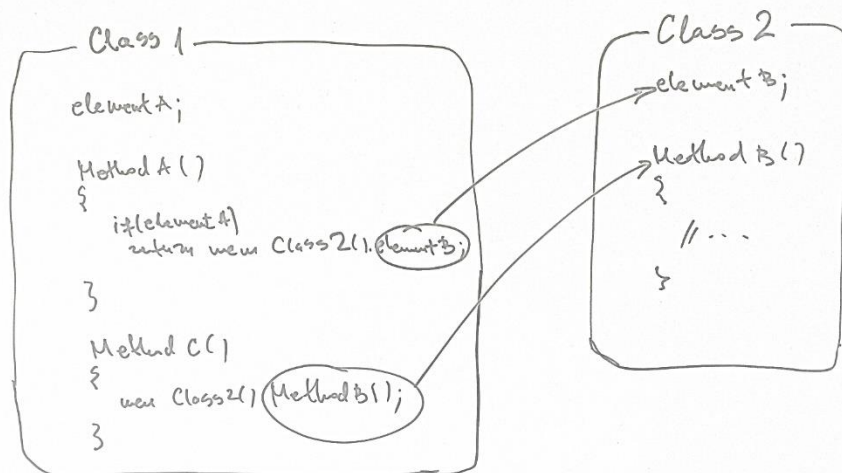 Class 1
elementA;
MethodA()
{
if(elementA)
return new Class2().elementB;
}
MethodC()
{
new Class2() MethodB();
}
Class 2
elementB;
MethodB()
{
//...
}